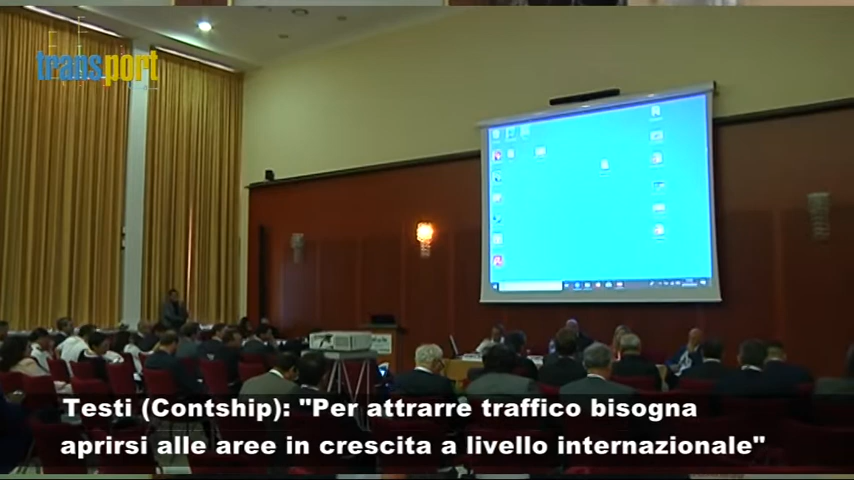 transport
Testi (Contship): "Per attrarre traffico bisogna
aprirsi alle aree in crescita a livello internazionale"